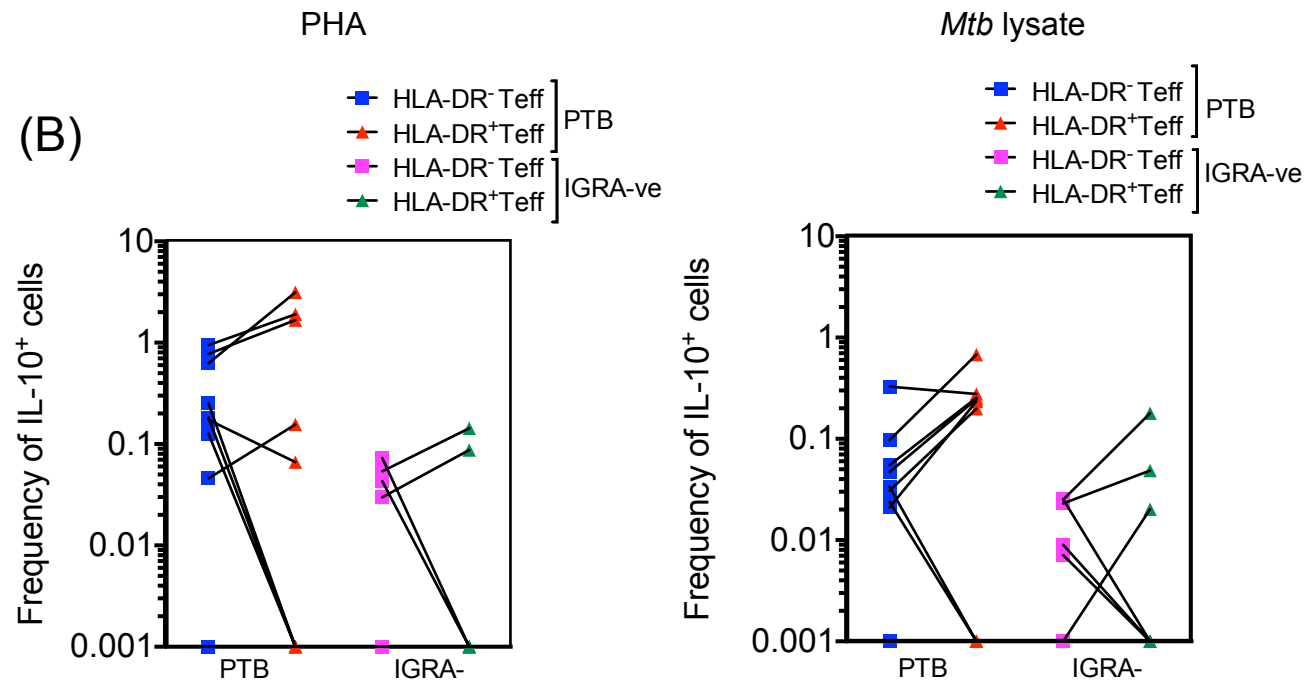 PHA
HLA-DR⁻ Teff
HLA-DR⁺Teff
PTB
HLA-DR⁻ Teff
HLA-DR⁺Teff
IGRA-ve
(B)
Frequency of IL-10⁺ cells
10
1
0.1
0.01
0.001
PTB
IGRA-
Mtb lysate
HLA-DR⁻ Teff
HLA-DR⁺Teff
PTB
HLA-DR⁻ Teff
HLA-DR⁺Teff
IGRA-ve
Frequency of IL-10⁺ cells
10
1
0.1
0.01
0.001
PTB
IGRA-